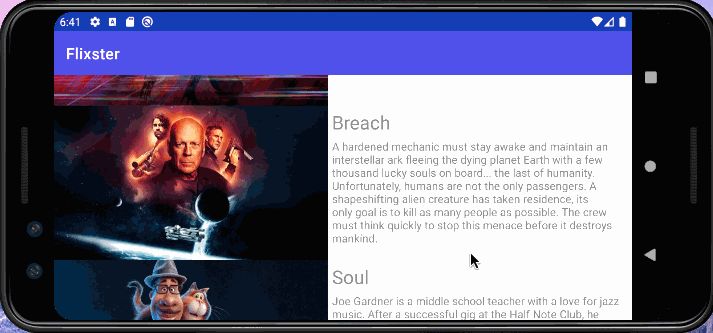 6:41
Flixster
Breach
A hardened mechanic must stay awake and maintain an
interstellar ark fleeing the dying planet Earth with a few
thousand lucky souls on board... the last of humanity.
Unfortunately, humans are not the only passengers. A
shapeshifting alien creature has taken residence, its
only goal is to kill as many people as possible. The crew
must think quickly to stop this menace before it destroys
mankind.
Soul
Joe Gardner is a middle school teacher with a love for jazz
music. After a successful gig at the Half Note Club, he